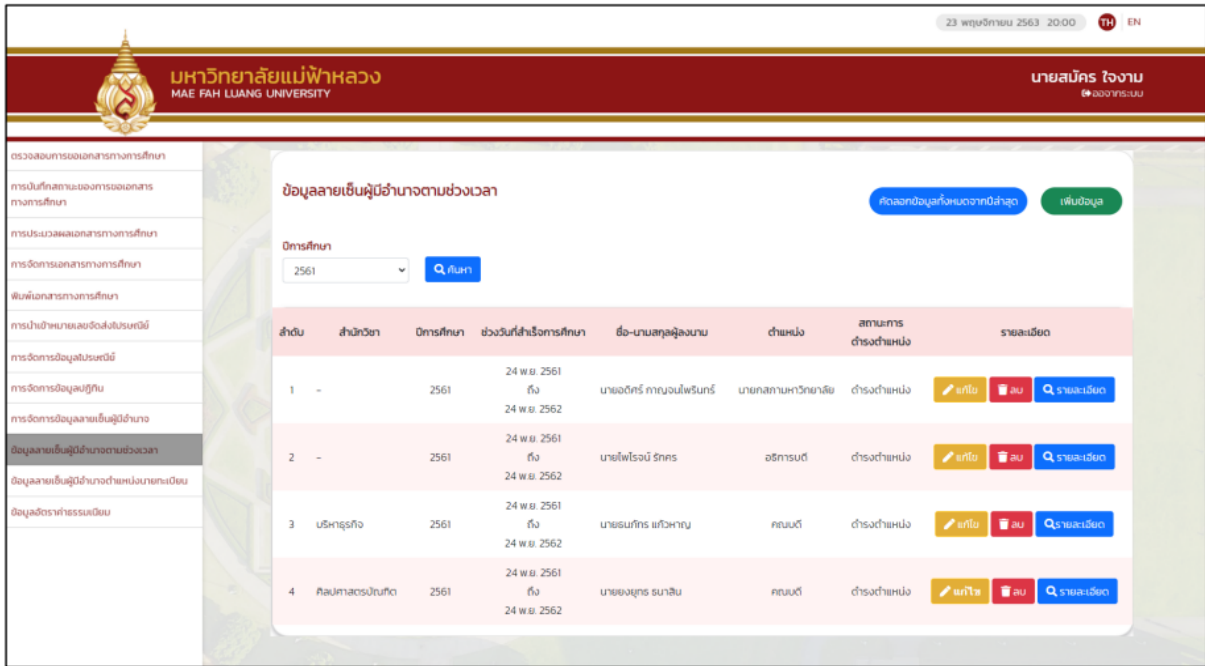 23 พฤษจิกายน 2563 20:00 TH EN
มหาวิทยาลัยแม่ฟ้าหลวง
MAE FAH LUANG UNIVERSITY
นายสมัคร ใจงาม
ออจากระบบ
ตรวจสอบการขอเอกสารทางการศึกษา
การบันทึกสถานะของการขอเอกสาร
ทางการศึกษา
การประมวลผลเอกสารทางการศึกษา
การจัดการเอกสารทางการศึกษา
พิมพ์เอกสารทางการศึกษา
การนำเข้าหมายเลขจัดส่งไปรษณีย์
การจัดการข้อมูลไปรษณีย์
การจัดการข้อมูลปฎิทิน
การจัดการข้อมูลลายเซ็นผู้มีอำนาจ
ข้อมูลลายเซ็นผู้มีอำนาจตามช่วงเวลา
ข้อมูลลายเซ็นผู้มีอำนาจตำแหน่งนายทะเบียน
ข้อมูลอัตราค่าธรรมเนียม
ข้อมูลลายเซ็นผู้มีอำนาจตามช่วงเวลา
คัดลอกข้อมูลทั้งหมดจากปีล่าสุด เพิ่มข้อมูล
ปีการศึกษา
2561 ค้นหา
ลำดับ สำนักวิชา ปีการศึกษา ช่วงวันที่สำเร็จการศึกษา ชื่อ-นามสกุลผู้ลงนาม ตำแหน่ง สถานะการ ดำรงตำแหน่ง รายละเอียด
24 พ.ย. 2561
1 - 2561 ถึง นายอดิศร์ กาญจนไพรินทร์ นายกสภามหาวิทยาลัย ดำรงตำแหน่ง แก้ไข ลบ รายละเอียด
24 พ.ย. 2562
24 พ.ย. 2561
2 - 2561 ถึง นายไพโรจน์ รักคร อธิการบดี ดำรงตำแหน่ง แก้ไข ลบ รายละเอียด
24 พ.ย. 2562
24 พ.ย. 2561
3 บริหารุรกิจ 2561 ถึง นายธนภัทร แก้วหาญ คณบดี ดำรงตำแหน่ง แก้ไข ลบ รายละเอียด
24 พ.ย. 2562
24 พ.ย. 2561
4 ศิลปศาสตรบัณฑิต 2561 ถึง นายยงยุทธ ธนาสิน คณบดี ดำรงตำแหน่ง แก้ไข ลบ รายละเอียด
24 พ.ย. 2562